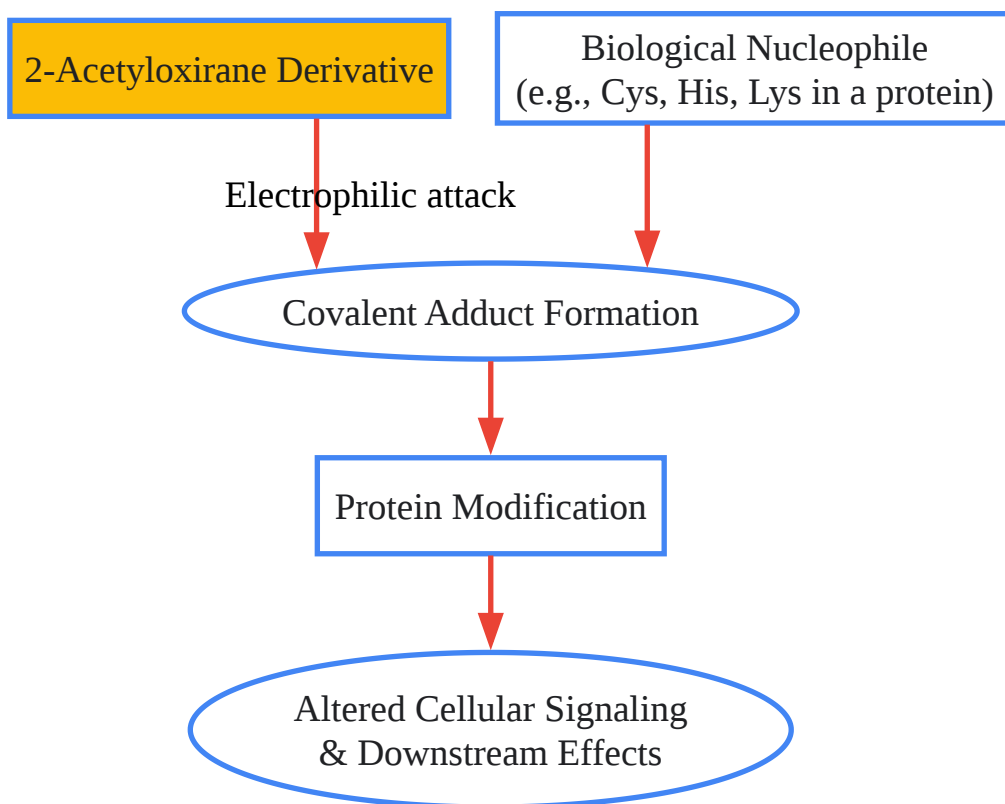 2-Acetyloxirane Derivative
Biological Nucleophile
(e.g., Cys, His, Lys in a protein)
Electrophilic attack
Covalent Adduct Formation
Protein Modification
Altered Cellular Signaling
& Downstream Effects